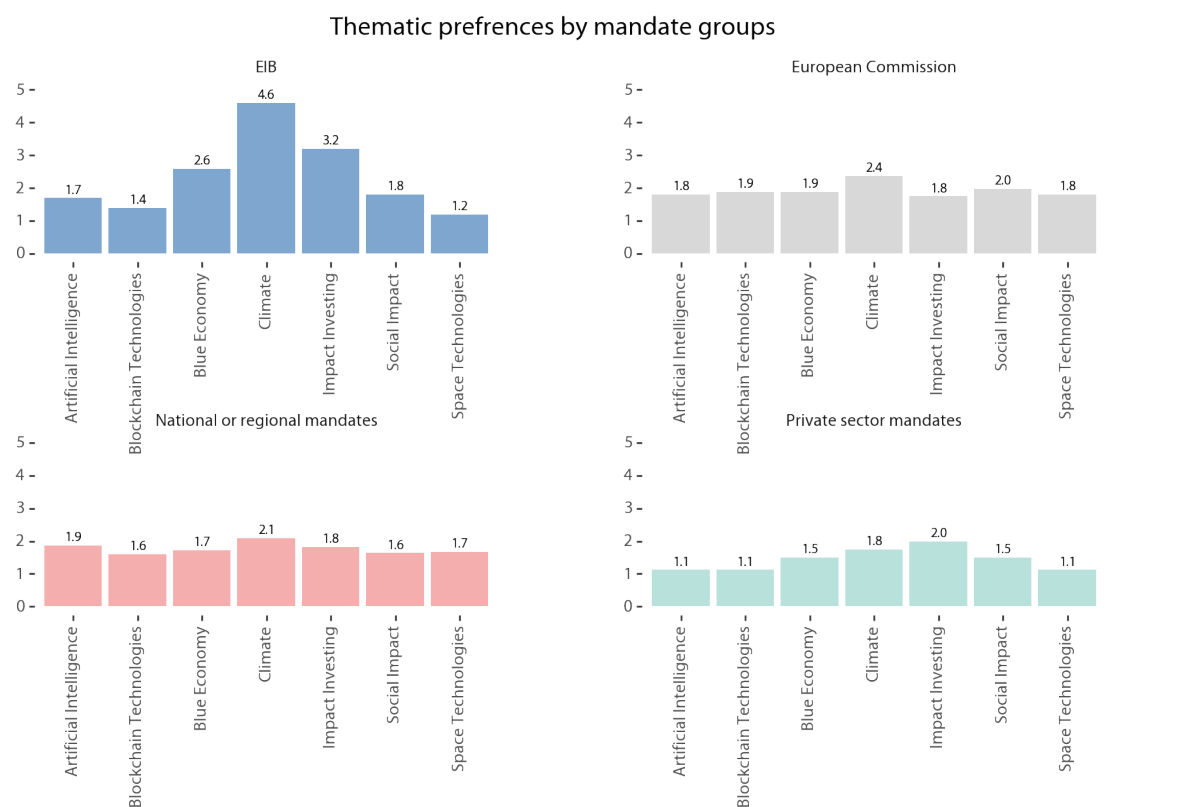 Thematic prefrences by mandate groups
EIB
5
4
3
2
1
0
1.7
1.4
2.6
4.6
3.2
1.8
1.2
Artificial Intelligence
Blockchain Technologies
Blue Economy
Climate
Impact Investing
Social Impact
Space Technologies
European Commission
5
4
3
2
1
0
1.8
1.9
1.9
2.4
1.8
2.0
1.8
Artificial Intelligence
Blockchain Technologies
Blue Economy
Climate
Impact Investing
Social Impact
Space Technologies
National or regional mandates
5
4
3
2
1
0
1.9
1.6
1.7
2.1
1.8
1.6
1.7
Artificial Intelligence
Blockchain Technologies
Blue Economy
Climate
Impact Investing
Social Impact
Space Technologies
Private sector mandates
5
4
3
2
1
0
1.1
1.1
1.5
1.8
2.0
1.5
1.1
Artificial Intelligence
Blockchain Technologies
Blue Economy
Climate
Impact Investing
Social Impact
Space Technologies